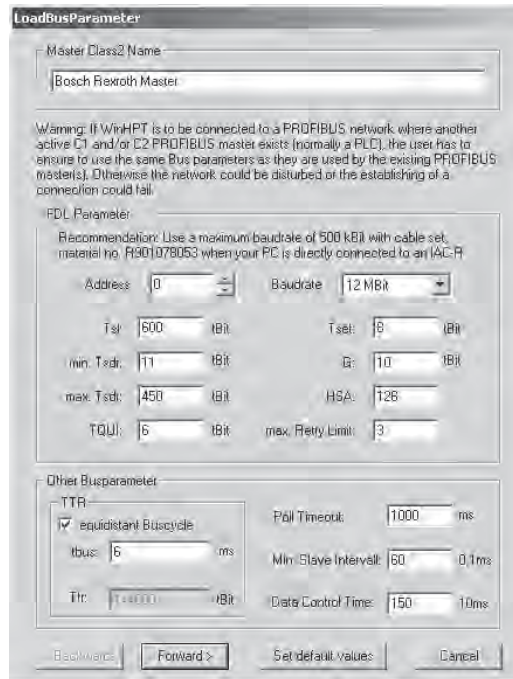 LoadBusParameter
Master Class2 Name
Bosch Rexroth Master
Warning: If WinHPT is to be connected to a PROFIBUS network where another
active C1 and/or C2 PROFIBUS master exists (normally a PLC), the user has to
ensure to use the same Bus parameters as they are used by the existing PROFIBUS
master(s). Otherwise the network could be disturbed or the establishing of a
connection could fail.
FDL Parameter
Recommendation: Use a maximum baudrate of 500 kBit with cable set,
material no. R901078053 when your PC is directly connected to an IAC-R
Address 0 Baudrate 12 MBit
Tsl: 600 tBit Tset: 8 tBit
min. Tsdr: 11 tBit G: 10 tBit
max. Tsdr: 450 tBit HSA: 126
TQUI: 6 tBit max. Retry Limit: 3
Other Busparameter
TTR
equidistant Buscycle
tbus: 6 ms
Ttr: tBit
Poll Timeout: 1000 ms
Min. Slave Intervall: 60 0,1ms
Data Control Time: 150 10ms
Backwards Forward > Set default values Cancel